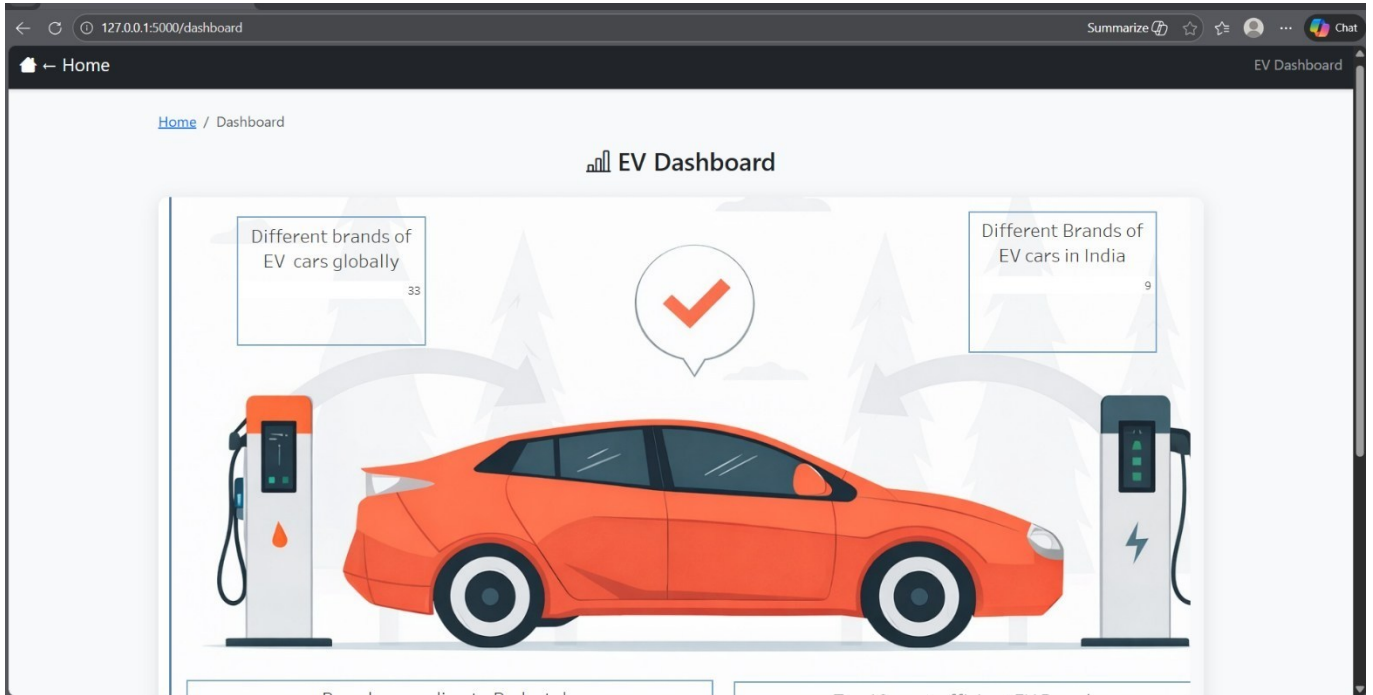 127.0.0.1:5000/dashboard
Summarize
Chat
← Home
EV Dashboard
Home / Dashboard
EV Dashboard
Different brands of
EV cars globally
33
Different Brands of
EV cars in India
9